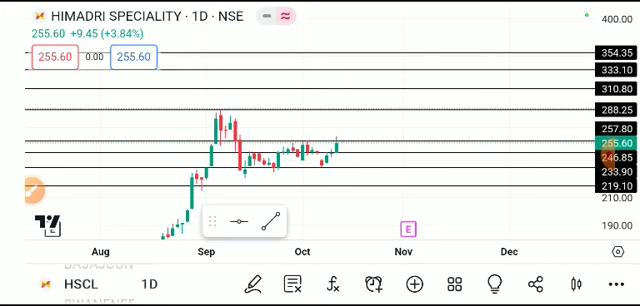 HIMADRI SPECIALITY · 1D · NSE
255.60 +9.45 (+3.84%)
255.60 0.00 255.60
400.00
354.35
333.10
310.80
288.25
257.80
255.60
246.85
233.90
219.10
210.00
190.00
E
Aug Sep Oct Nov Dec
HSCL 1D